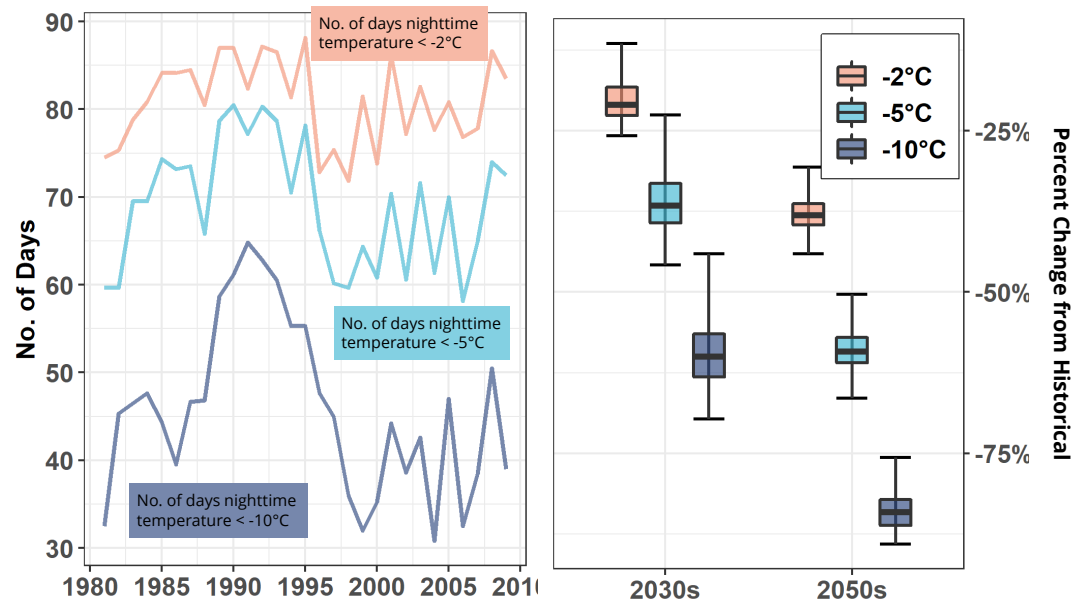 No. of days nighttime
temperature < -2°C
90
80
70
60
50
40
30
No. of Days
No. of days nighttime
temperature < -5°C
No. of days nighttime
temperature < -10°C
1980 1985 1990 1995 2000 2005 2010
-2°C
-5°C
-10°C
-25%
-50%
-75%
Percent Change from Historical
2030s 2050s